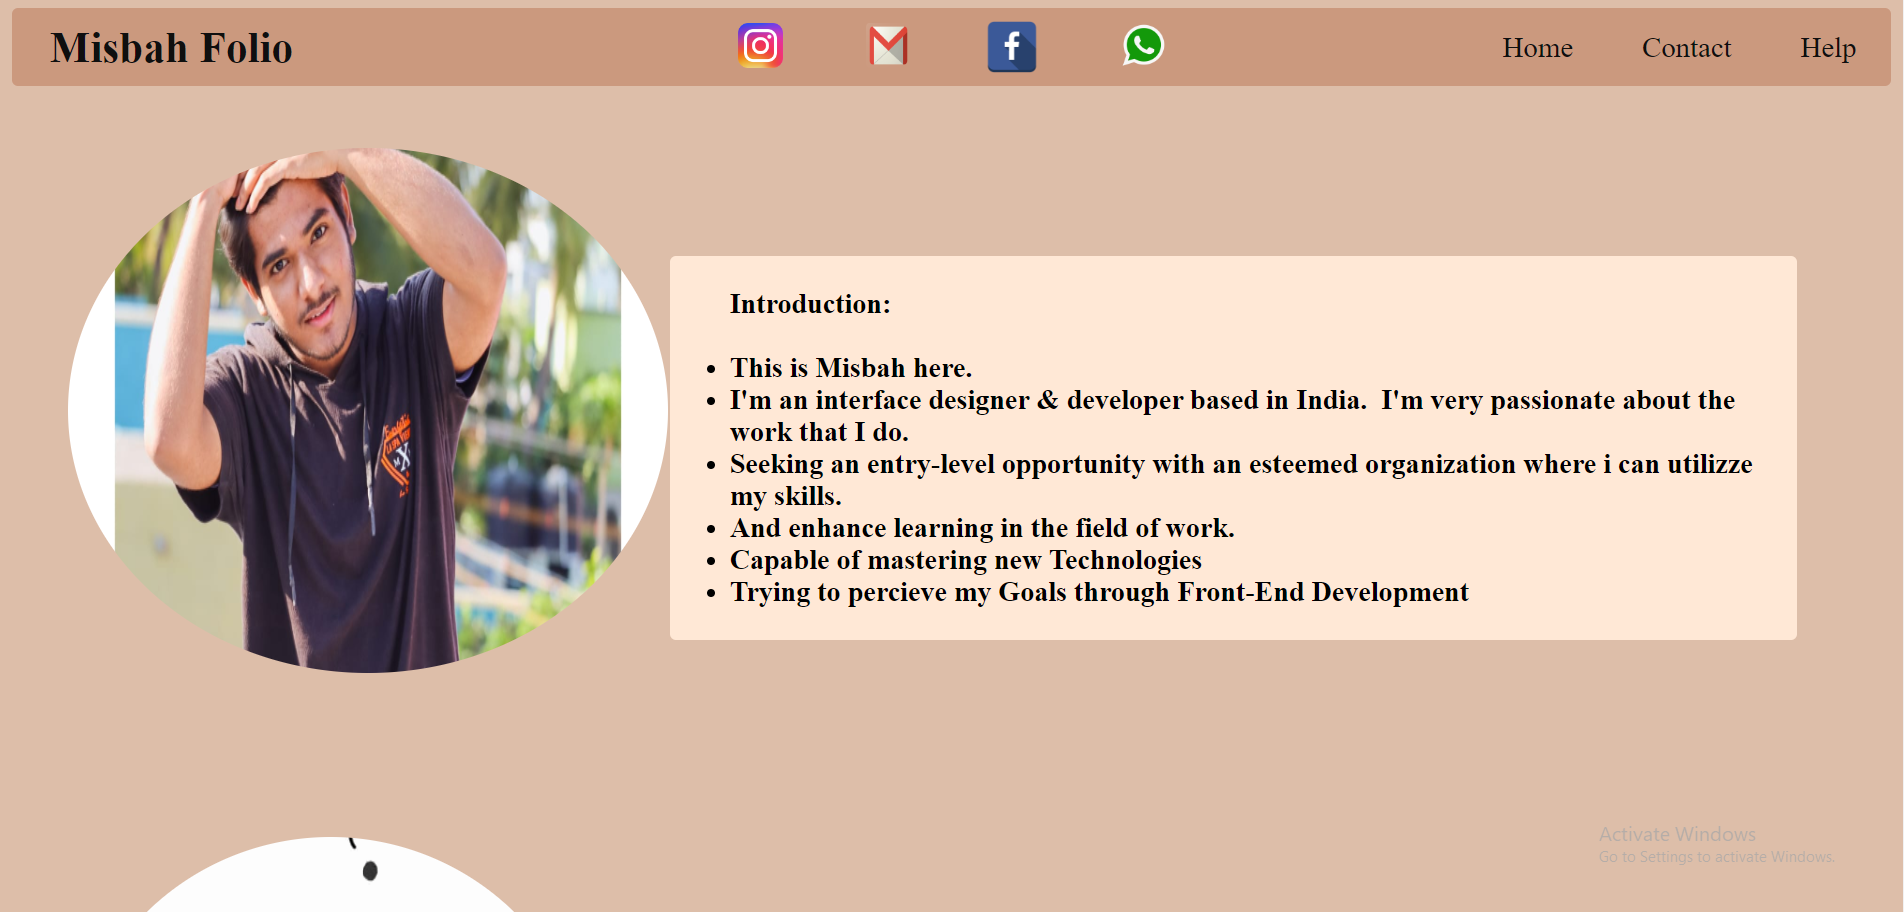 Misbah Folio
Home
Contact
Help
Introduction:
This is Misbah here.
I'm an interface designer & developer based in India.  I'm very passionate about the
work that I do.
Seeking an entry-level opportunity with an esteemed organization where i can utilizze
my skills.
And enhance learning in the field of work.
Capable of mastering new Technologies
Trying to percieve my Goals through Front-End Development
Activate Windows
Go to Settings to activate Windows.